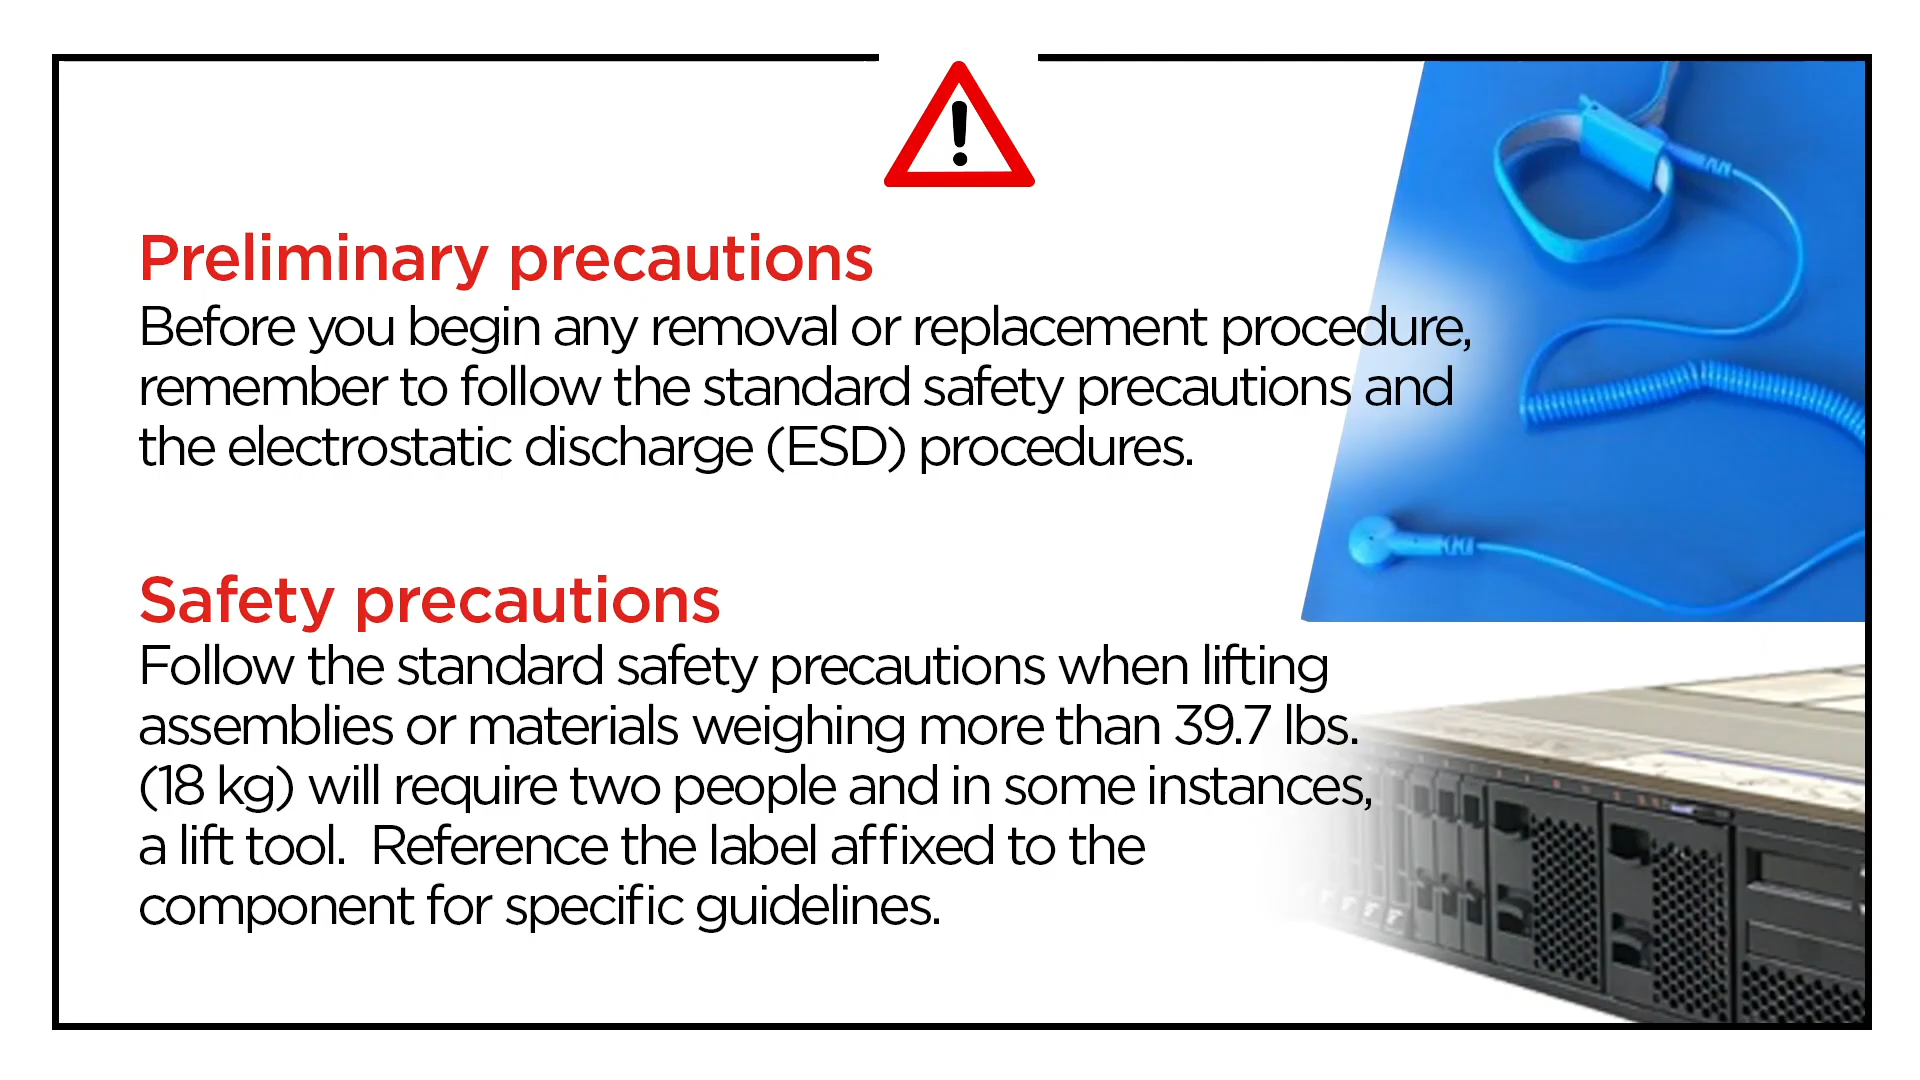 Preliminary precautions
Before you begin any removal or replacement procedure,
remember to follow the standard safety precautions and
the electrostatic discharge (ESD) procedures.
Safety precautions
Follow the standard safety precautions when lifting
assemblies or materials weighing more than 39.7 lbs.
(18 kg) will require two people and in some instances,
a lift tool.  Reference the label affixed to the
component for specific guidelines.